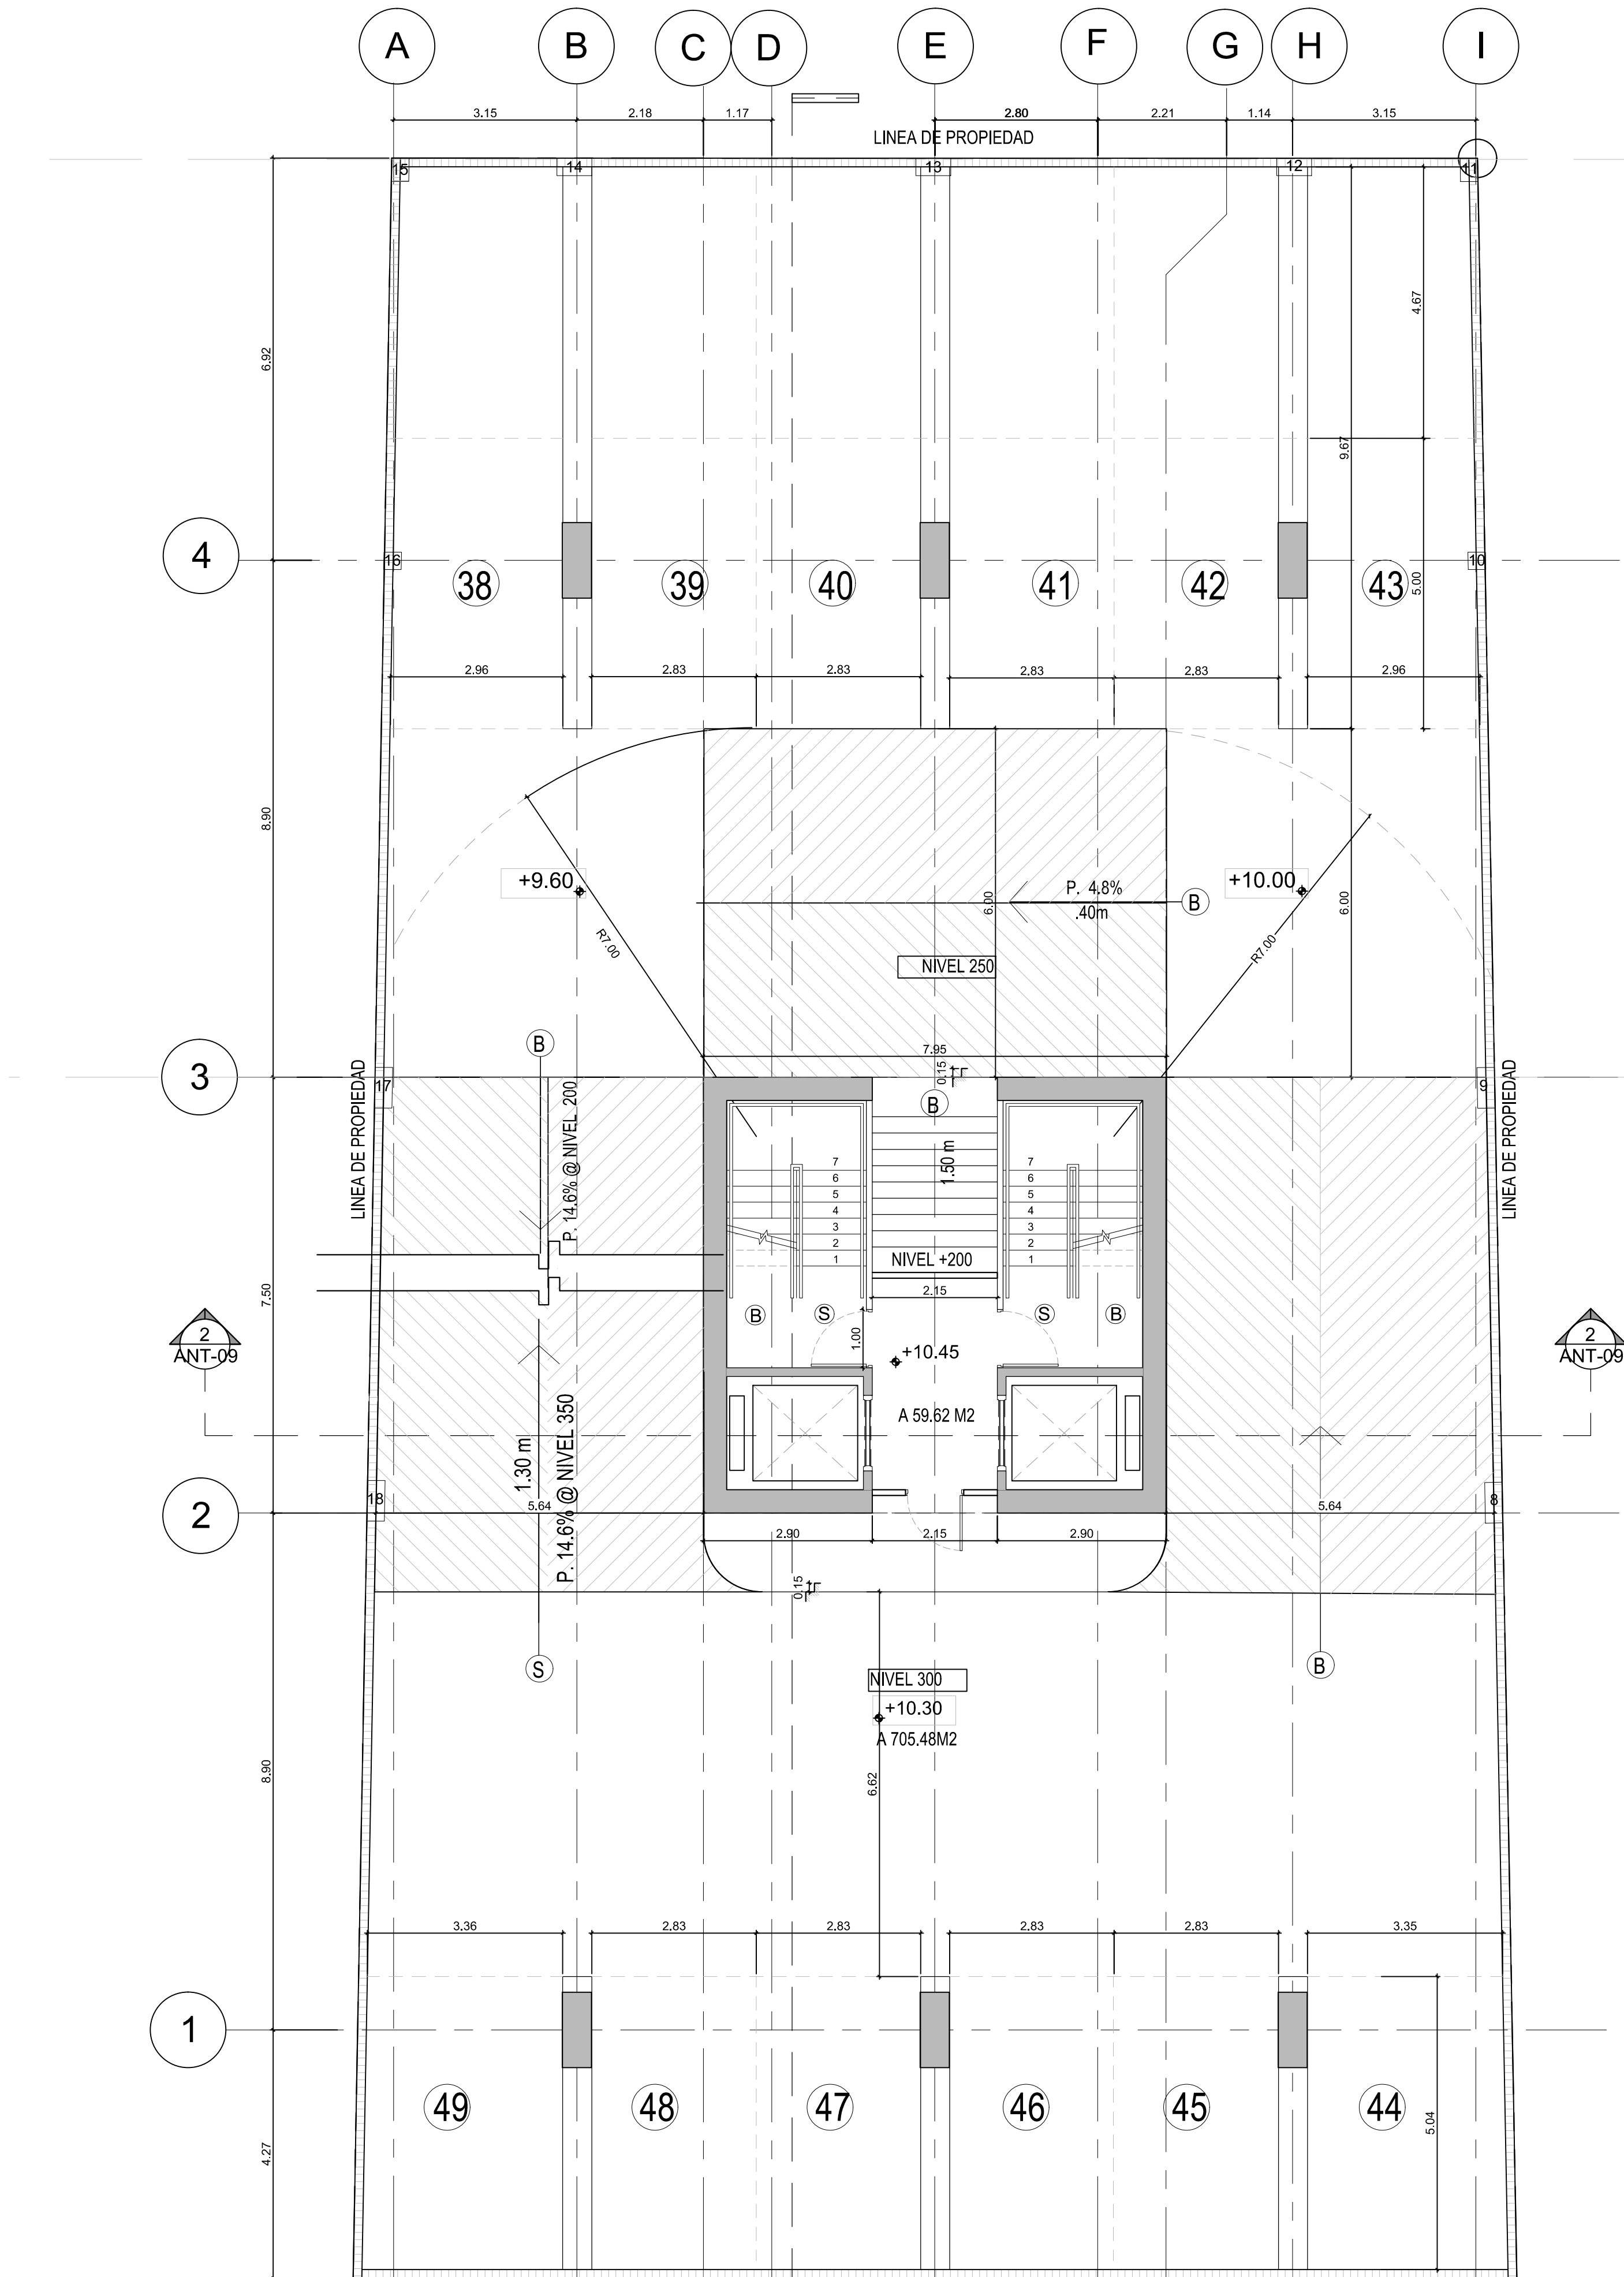 A B C D E F G H I
3.15 2.18 1.17 2.80 2.21 1.14 3.15
LINEA DE PROPIEDAD
15 14 13 12 11
6.92
4.67
9.67
4
16 10
38 39 40 41 42 43
5.00
2.96 2.83 2.83 2.83 2.83 2.96
8.90
+9.60
R7.00
P. 4.8%
.40m
B
6.00
+10.00
R7.00
6.00
NIVEL 250
7.95
0.15
3
17 9
LINEA DE PROPIEDAD
LINEA DE PROPIEDAD
B
P. 14.6% @ NIVEL 200
B
1.50 m
7 7
6 6
5 5
4 4
3 3
2 2
1 1
NIVEL +200
2.15
7.50
B S S B
1.00
+10.45
2
ANT-09
2
ANT-09
A 59.62 M2
1.30 m
P. 14.6% @ NIVEL 350
2
18 8
5.64 5.64
2.90 2.15 2.90
0.15
S
B
NIVEL 300
+10.30
A 705.48M2
6.62
8.90
3.36 2.83 2.83 2.83 2.83 3.35
1
49 48 47 46 45 44
5.04
4.27